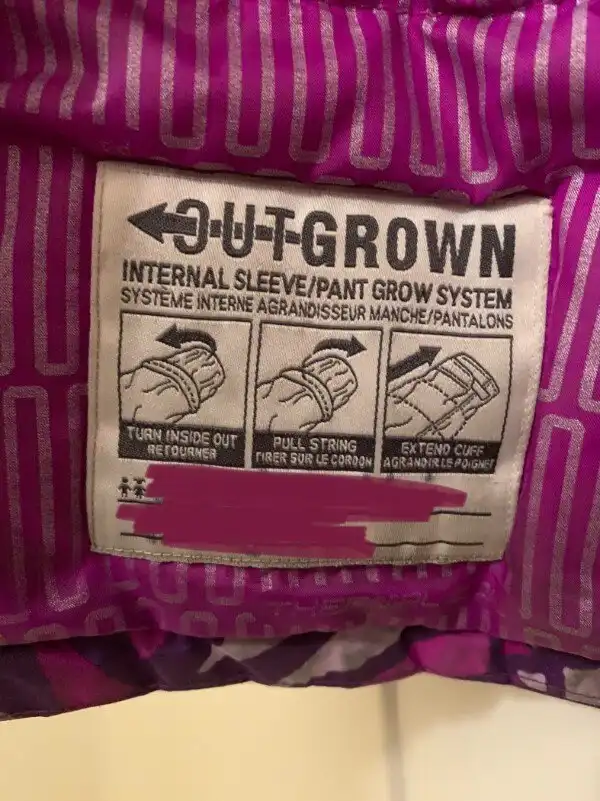 OUTGROWN
INTERNAL SLEEVE/PANT GROW SYSTEM
SYSTÈME INTERNE AGRANDISSEUR MANCHE/PANTALONS
TURN INSIDE OUT
RETOURNER
PULL STRING
TIRER SUR LE CORDON
EXTEND CUFF
AGRANDIR LE POIGNET